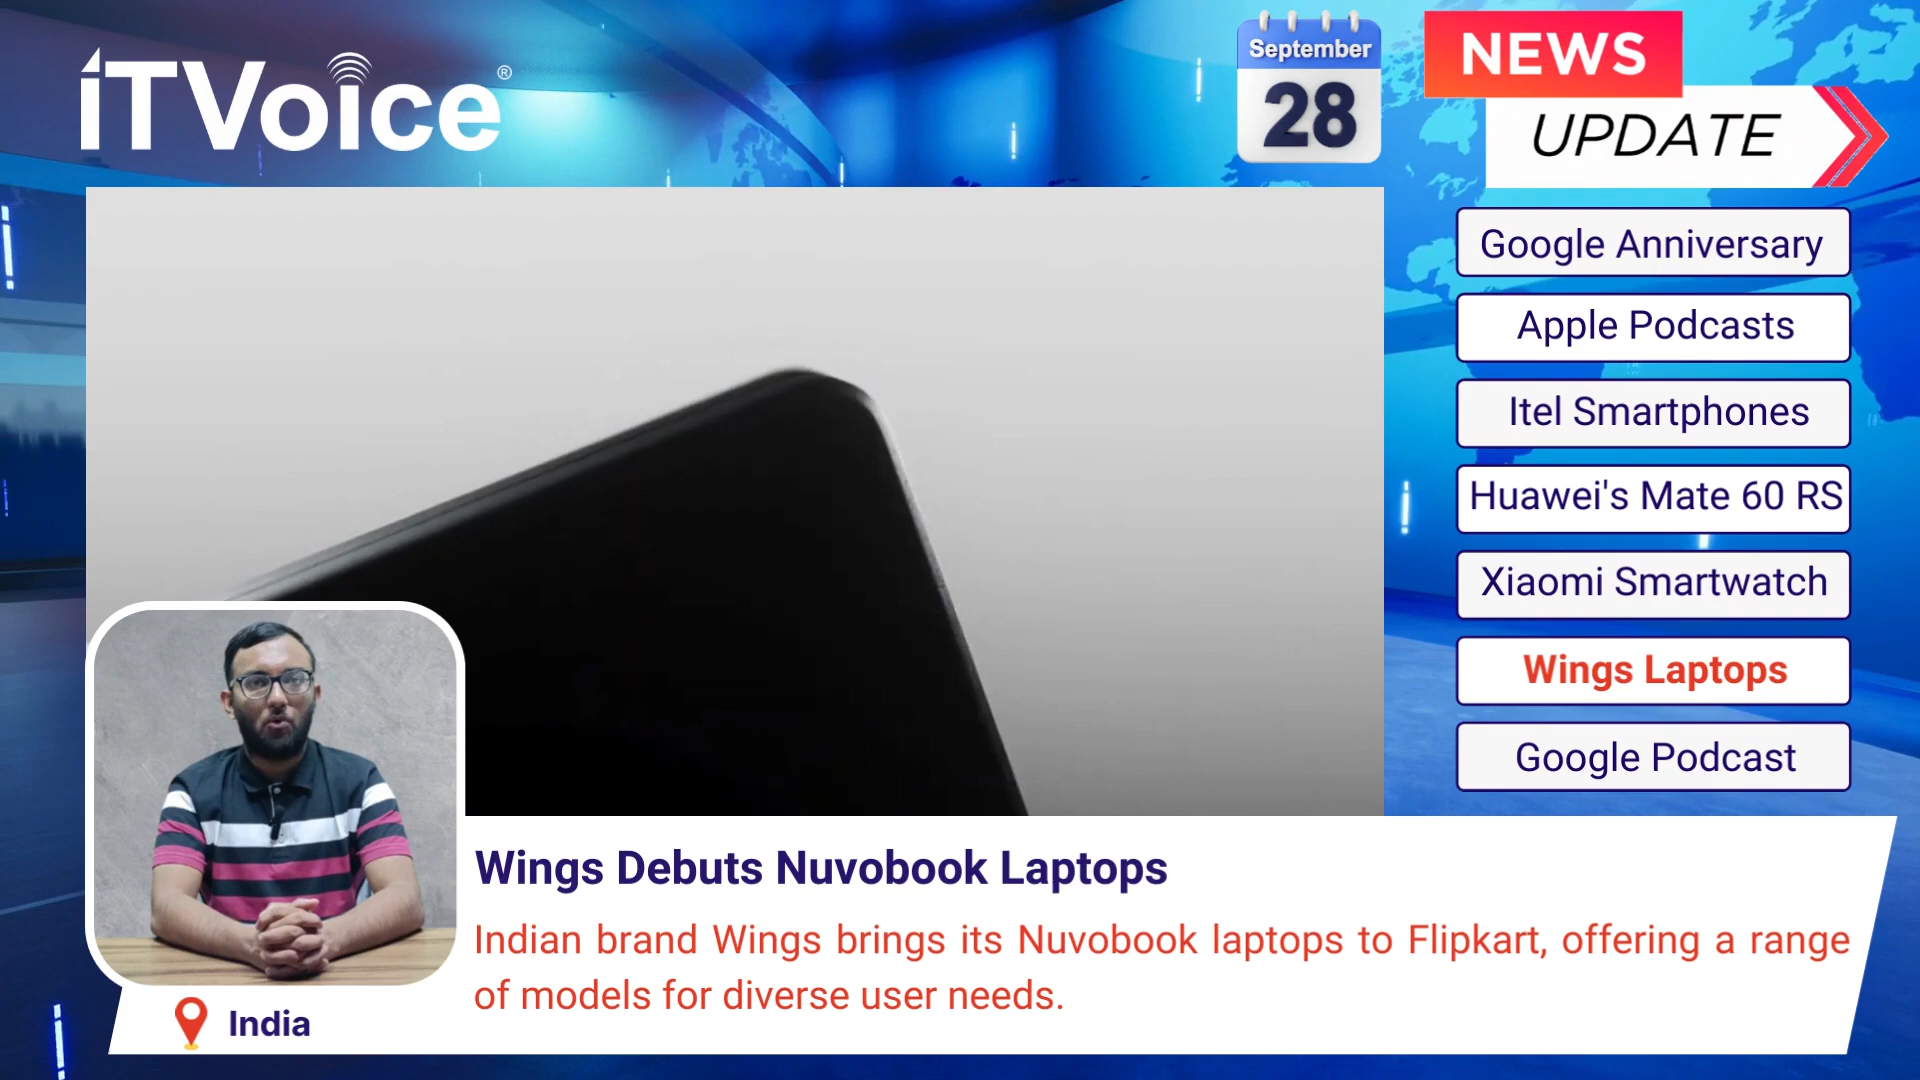 iTVoice®
September
28
NEWS
UPDATE
Google Anniversary
Apple Podcasts
Itel Smartphones
Huawei's Mate 60 RS
Xiaomi Smartwatch
Wings Laptops
Google Podcast
Wings Debuts Nuvobook Laptops
Indian brand Wings brings its Nuvobook laptops to Flipkart, offering a range
of models for diverse user needs.
India